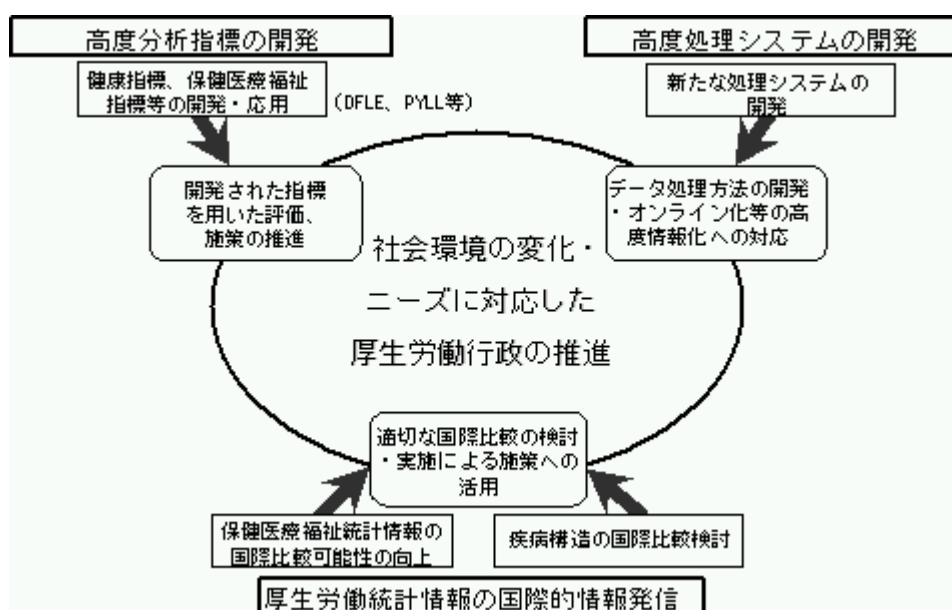 高度分析指標の開発
高度処理システムの開発
健康指標、保健医療福祉
指標等の開発・応用
(DFLE、PYLL等)
新たな処理システムの
開発
開発された指標
を用いた評価、
施策の推進
データ処理方法の開発
・オンライン化等の高
度情報化への対応
社会環境の変化・
ニーズに対応した
厚生労働行政の推進
適切な国際比較の検討
・実施による施策への
活用
保健医療福祉統計情報の
国際比較可能性の向上
疾病構造の国際比較検討
厚生労働統計情報の国際的情報発信